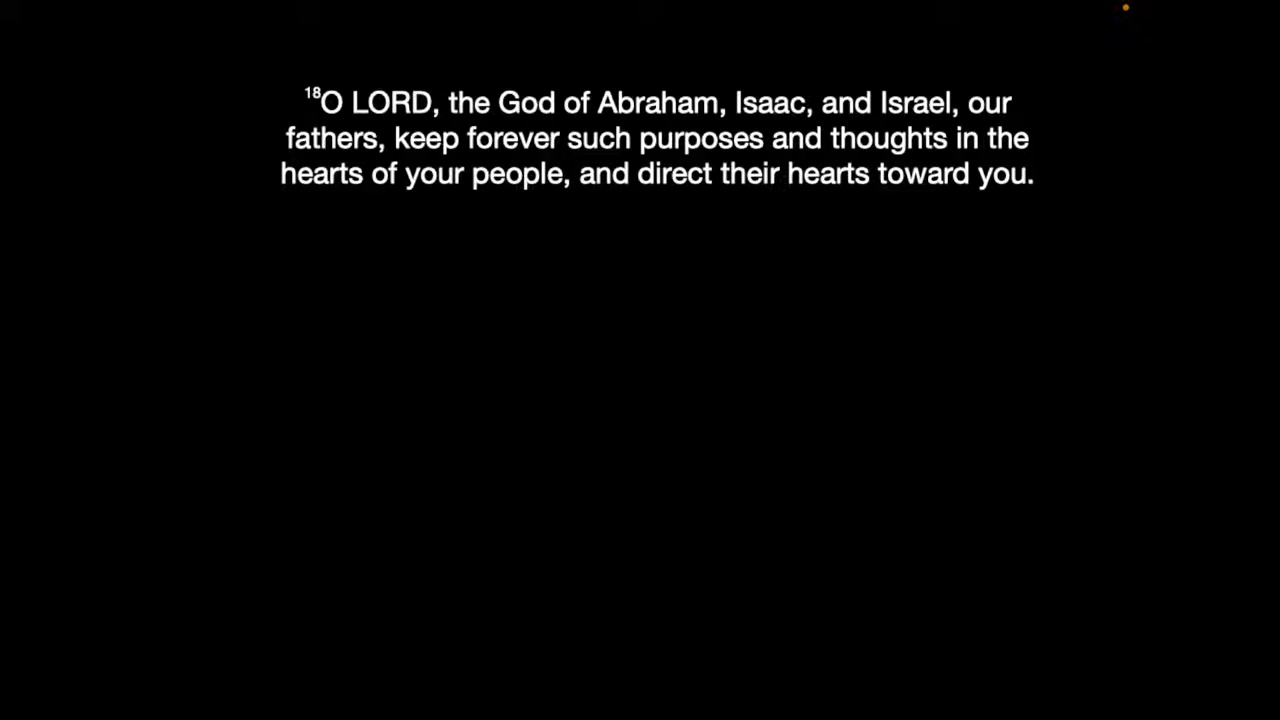 18O LORD, the God of Abraham, Isaac, and Israel, our
fathers, keep forever such purposes and thoughts in the
hearts of your people, and direct their hearts toward you.